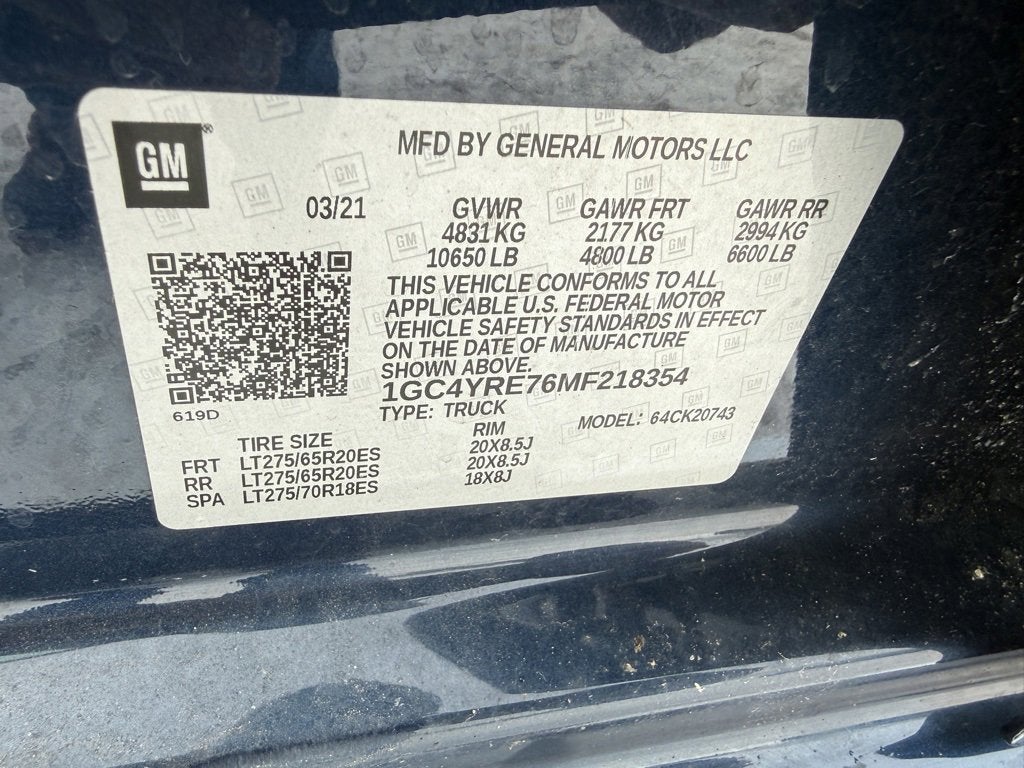 GM®
MFD BY GENERAL MOTORS LLC
03/21 GVWR GAWR FRT GAWR RR
4831 KG 2177 KG 2994 KG
10650 LB 4800 LB 6600 LB
THIS VEHICLE CONFORMS TO ALL
APPLICABLE U.S. FEDERAL MOTOR
VEHICLE SAFETY STANDARDS IN EFFECT
ON THE DATE OF MANUFACTURE
SHOWN ABOVE.
1GC4YRE76MF218354
619D
TYPE: TRUCK MODEL: 64CK20743
TIRE SIZE RIM
FRT LT275/65R20ES 20X8.5J
RR LT275/65R20ES 20X8.5J
SPA LT275/70R18ES 18X8J